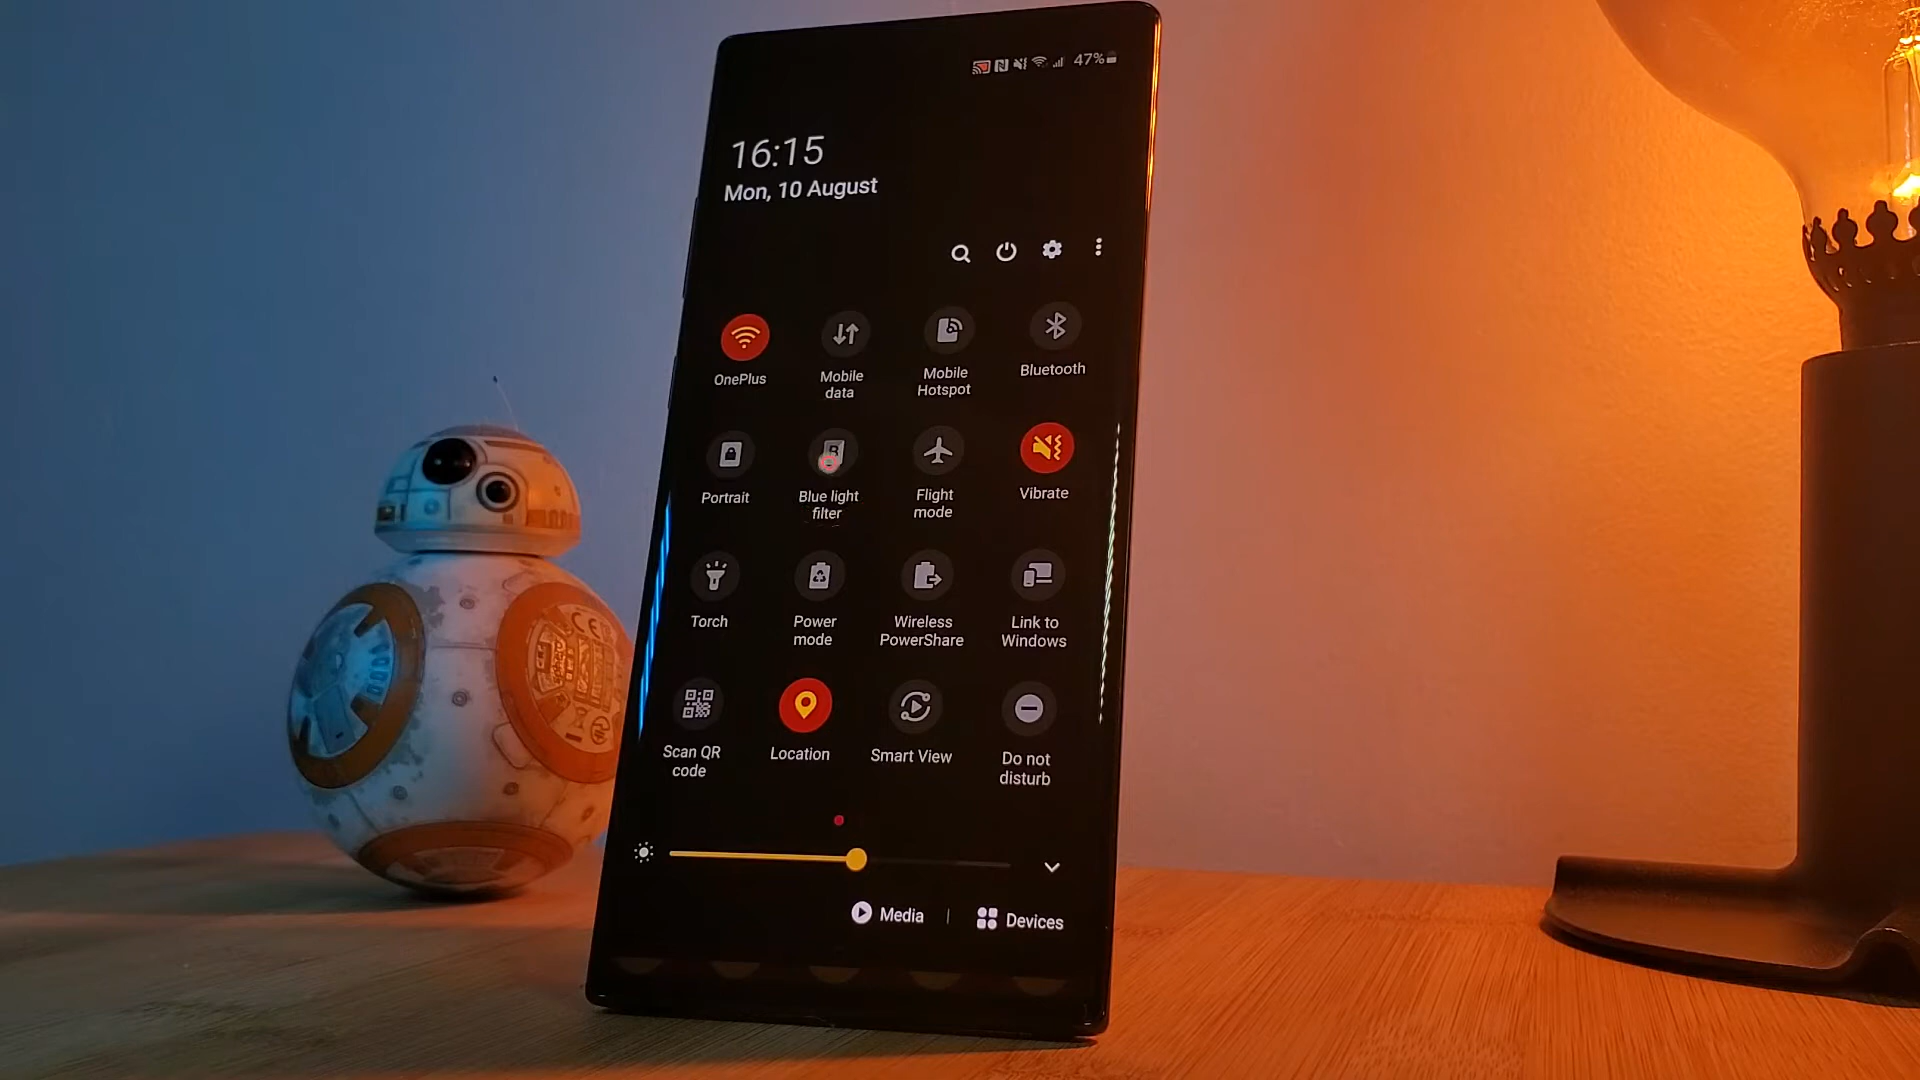 47%
16:15
Mon, 10 August
OnePlus
Mobile
data
Mobile
Hotspot
Bluetooth
Portrait
Blue light
filter
Flight
mode
Vibrate
Torch
Power
mode
Wireless
PowerShare
Link to
Windows
Scan QR
code
Location
Smart View
Do not
disturb
Media
Devices
CE